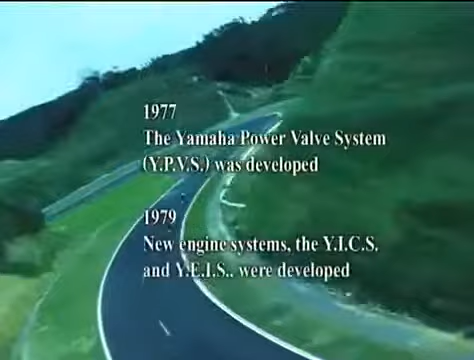 1977
The Yamaha Power Valve System
(Y.P.V.S.) was developed
1979
New engine systems, the Y.I.C.S.
and Y.E.I.S., were developed